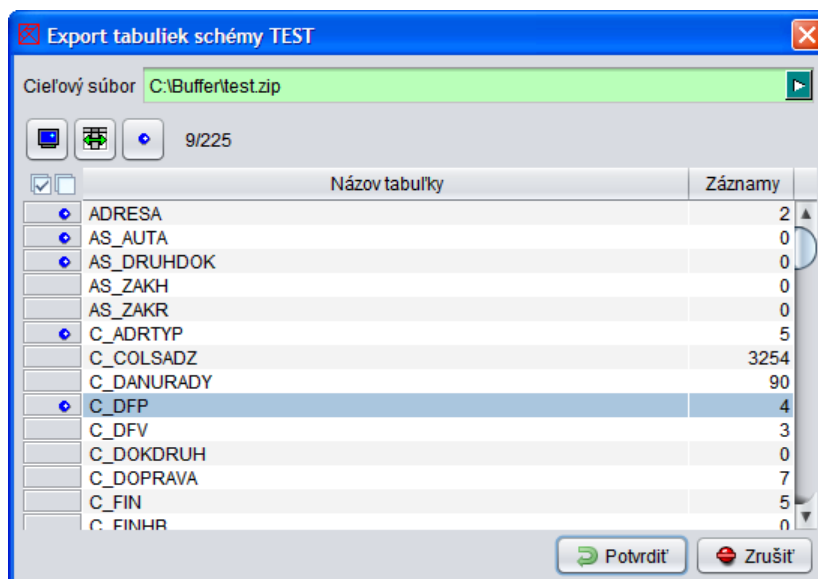 Export tabuliek schémy TEST
Cieľový súbor C:\Buffer\test.zip
9/225
Názov tabuľky Záznamy
ADRESA 2
AS_AUTA 0
AS_DRUHDOK 0
AS_ZAKH 0
AS_ZAKR 0
C_ADRTYP 5
C_COLSADZ 3254
C_DANURADY 90
C_DFP 4
C_DFV 3
C_DOKDRUH 0
C_DOPRAVA 7
C_FIN 5
C_FINHB 0
Potvrdiť Zrušiť